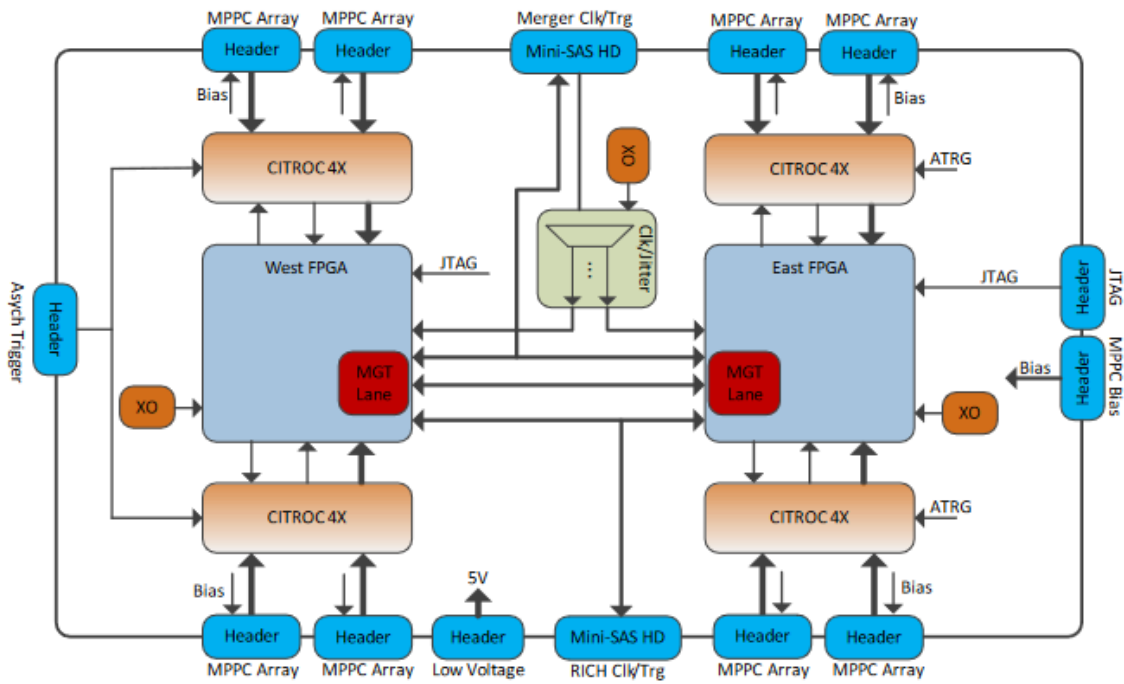 MPPC Array
MPPC Array
Merger Clk/Trg
MPPC Array
MPPC Array
Header
Header
Mini-SAS HD
Header
Header
Bias
Bias
XO
CITROC 4X
CITROC 4X
ATRG
Clk/Jitter
...
West FPGA
JTAG
East FPGA
JTAG
Header
JTAG
Asych Trigger
Header
MGT
Lane
MGT
Lane
Bias
Header
MPPC Bias
XO
XO
CITROC 4X
CITROC 4X
ATRG
Bias
5V
Bias
Header
Header
Header
Mini-SAS HD
Header
Header
MPPC Array
MPPC Array
Low Voltage
RICH Clk/Trg
MPPC Array
MPPC Array